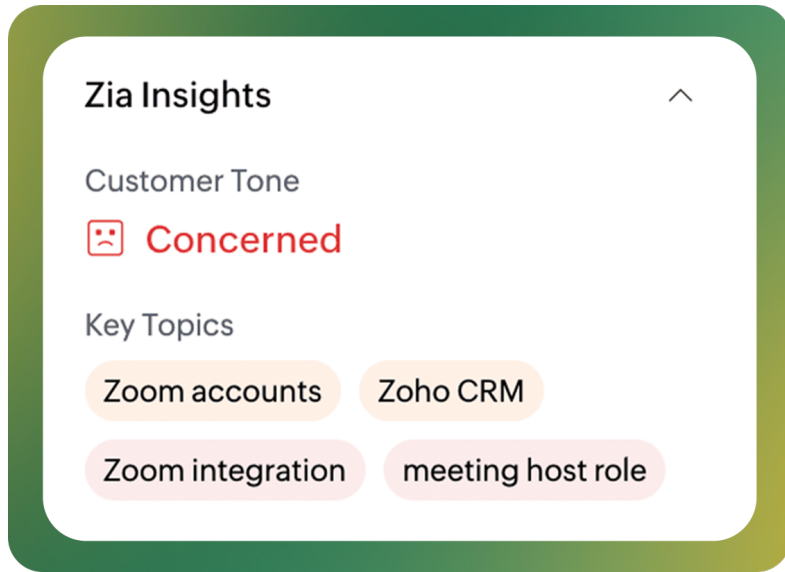 Zia Insights
Customer Tone
Concerned
Key Topics
Zoom accounts Zoho CRM
Zoom integration meeting host role